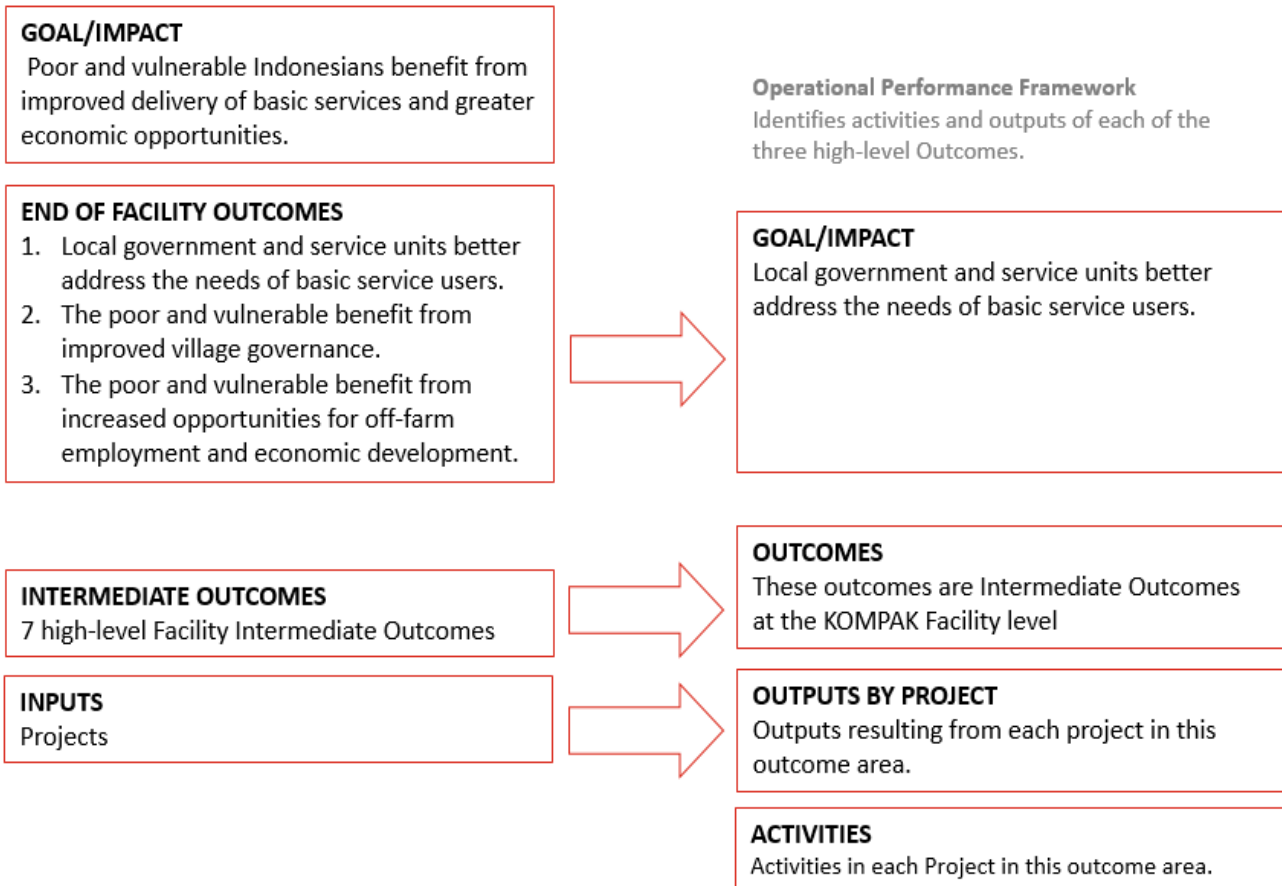 GOAL/IMPACT
Poor and vulnerable Indonesians benefit from
improved delivery of basic services and greater
economic opportunities.
END OF FACILITY OUTCOMES
1. Local government and service units better
address the needs of basic service users.
2. The poor and vulnerable benefit from
improved village governance.
3. The poor and vulnerable benefit from
increased opportunities for off-farm
employment and economic development.
INTERMEDIATE OUTCOMES
7 high-level Facility Intermediate Outcomes
INPUTS
Projects
Operational Performance Framework
Identifies activities and outputs of each of the
three high-level Outcomes.
GOAL/IMPACT
Local government and service units better
address the needs of basic service users.
OUTCOMES
These outcomes are Intermediate Outcomes
at the KOMPAK Facility level
OUTPUTS BY PROJECT
Outputs resulting from each project in this
outcome area.
ACTIVITIES
Activities in each Project in this outcome area.